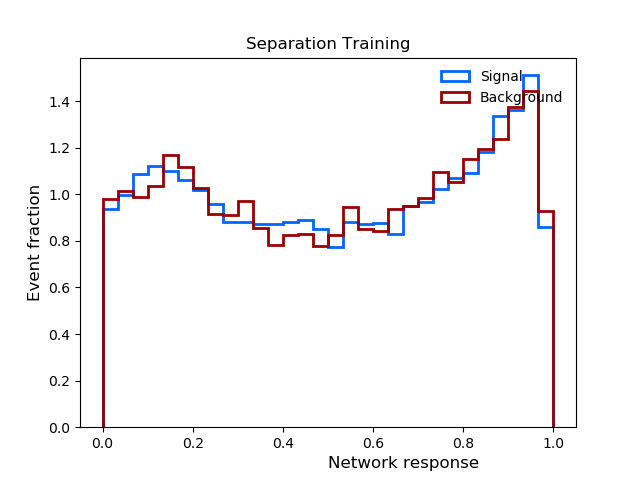 Separation Training
Signal
Background
Event fraction
1.4
1.2
1.0
0.8
0.6
0.4
0.2
0.0
0.0 0.2 0.4 0.6 0.8 1.0
Network response